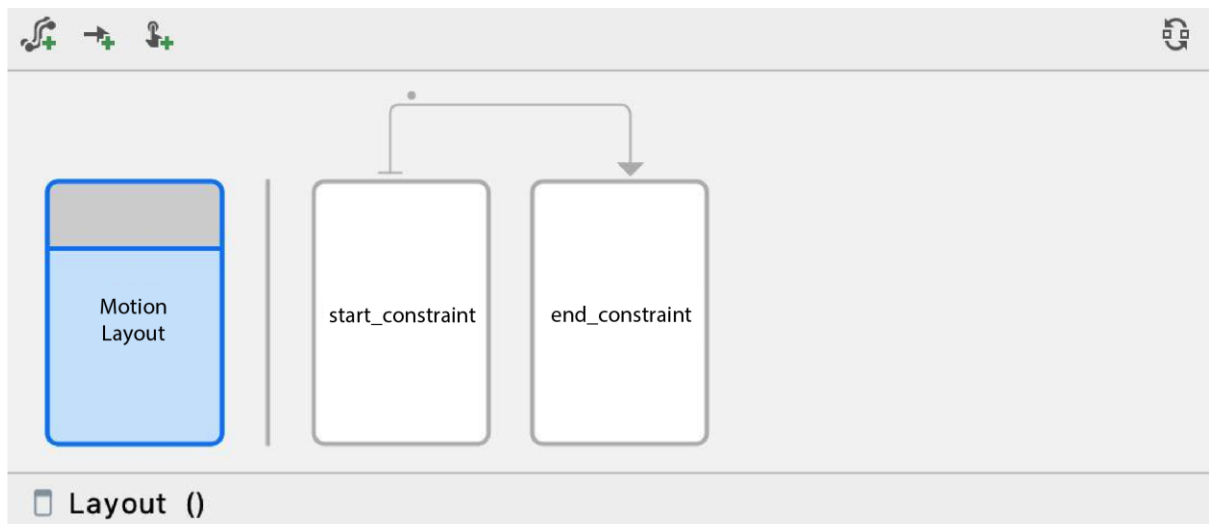 Motion
Layout
start_constraint
end_constraint
Layout ()